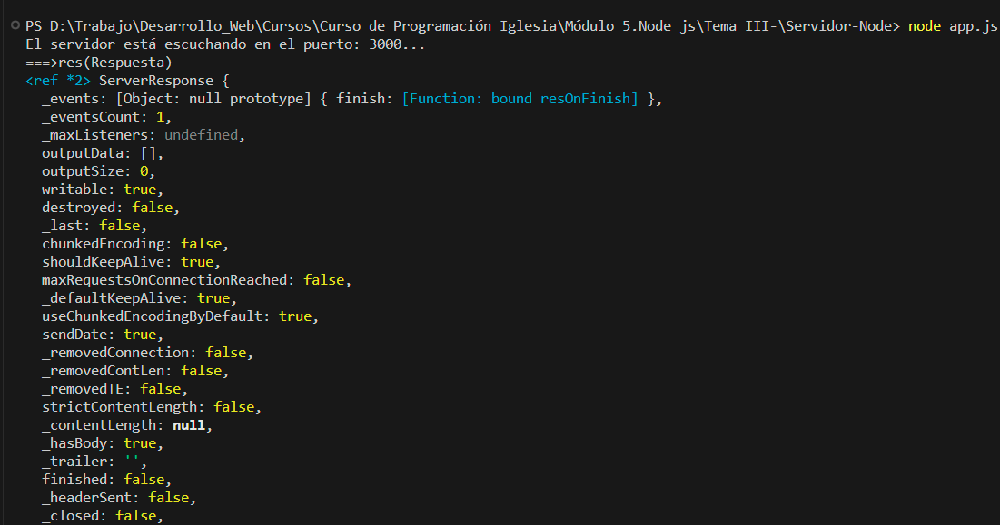 PS D:\Trabajo\Desarrollo_Web\Cursos\Curso de Programación Iglesia\Módulo 5.Node js\Tema III-\Servidor-Node> node app.js
El servidor está escuchando en el puerto: 3000...
===>res(Respuesta)
<ref *2> ServerResponse {
  _events: [Object: null prototype] { finish: [Function: bound resOnFinish] },
  _eventsCount: 1,
  _maxListeners: undefined,
  outputData: [],
  outputSize: 0,
  writable: true,
  destroyed: false,
  _last: false,
  chunkedEncoding: false,
  shouldKeepAlive: true,
  maxRequestsOnConnectionReached: false,
  _defaultKeepAlive: true,
  useChunkedEncodingByDefault: true,
  sendDate: true,
  _removedConnection: false,
  _removedContLen: false,
  _removedTE: false,
  strictContentLength: false,
  _contentLength: null,
  _hasBody: true,
  _trailer: '',
  finished: false,
  _headerSent: false,
  _closed: false,